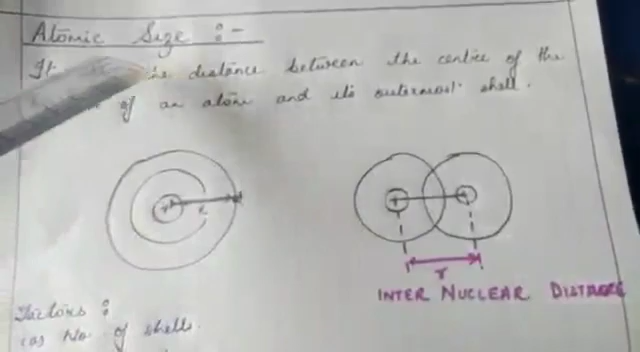 Atomic Size :-
It the distance between the centre of the
of an atom and its outermost shell.
r
r
INTER NUCLEAR DISTANCE
Factors :
(a) No. of shells.